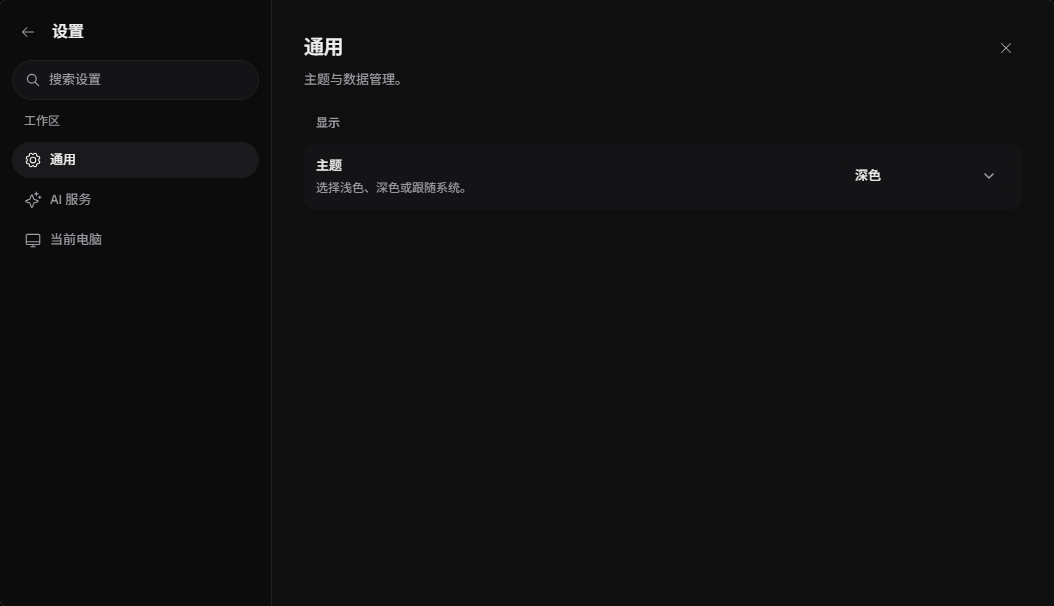 设置
搜索设置
工作区
通用
AI 服务
当前电脑
通用
主题与数据管理。
显示
主题
选择浅色、深色或跟随系统。
深色